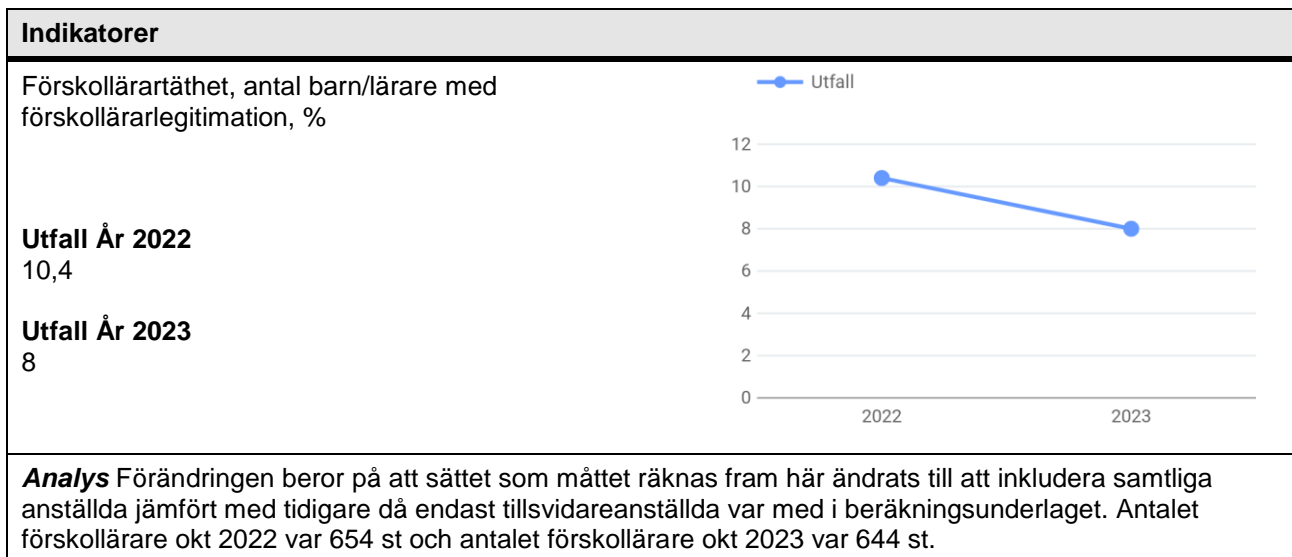 Indikatorer
Förskollärartäthet, antal barn/lärare med
förskollärarlegitimation, %
Utfall År 2022
10,4
Utfall År 2023
8
Utfall
12
10
8
6
4
2
0
2022 2023
Analys Förändringen beror på att sättet som måttet räknas fram här ändrats till att inkludera samtliga
anställda jämfört med tidigare då endast tillsvidareanställda var med i beräkningsunderlaget. Antalet
förskollärare okt 2022 var 654 st och antalet förskollärare okt 2023 var 644 st.